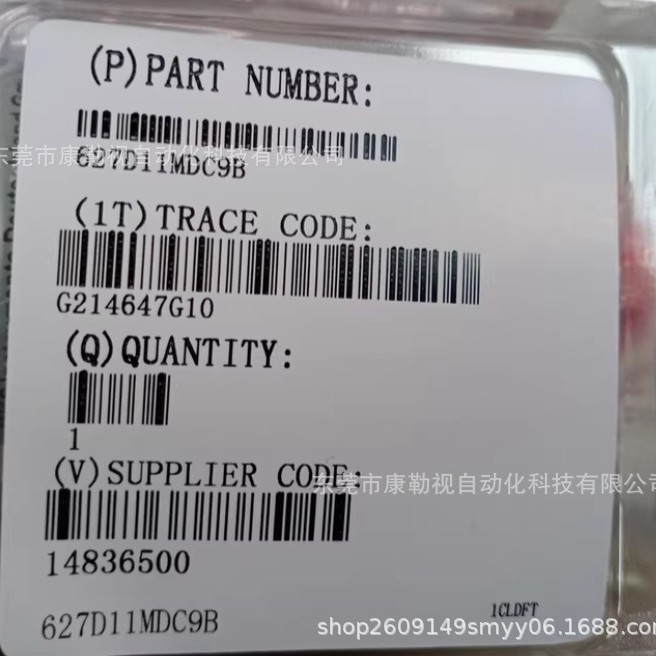 (P)PART NUMBER:
东莞市康勒视自动化科技有限公司
627D11MDC9B
(1T)TRACE CODE:
G214647G10
(Q)QUANTITY:
1
(V)SUPPLIER CODE:
东莞市康勒视自动化科技有限公司
14836500
627D11MDC9B
1CLDFT
shop2609149smyy06.1688.com